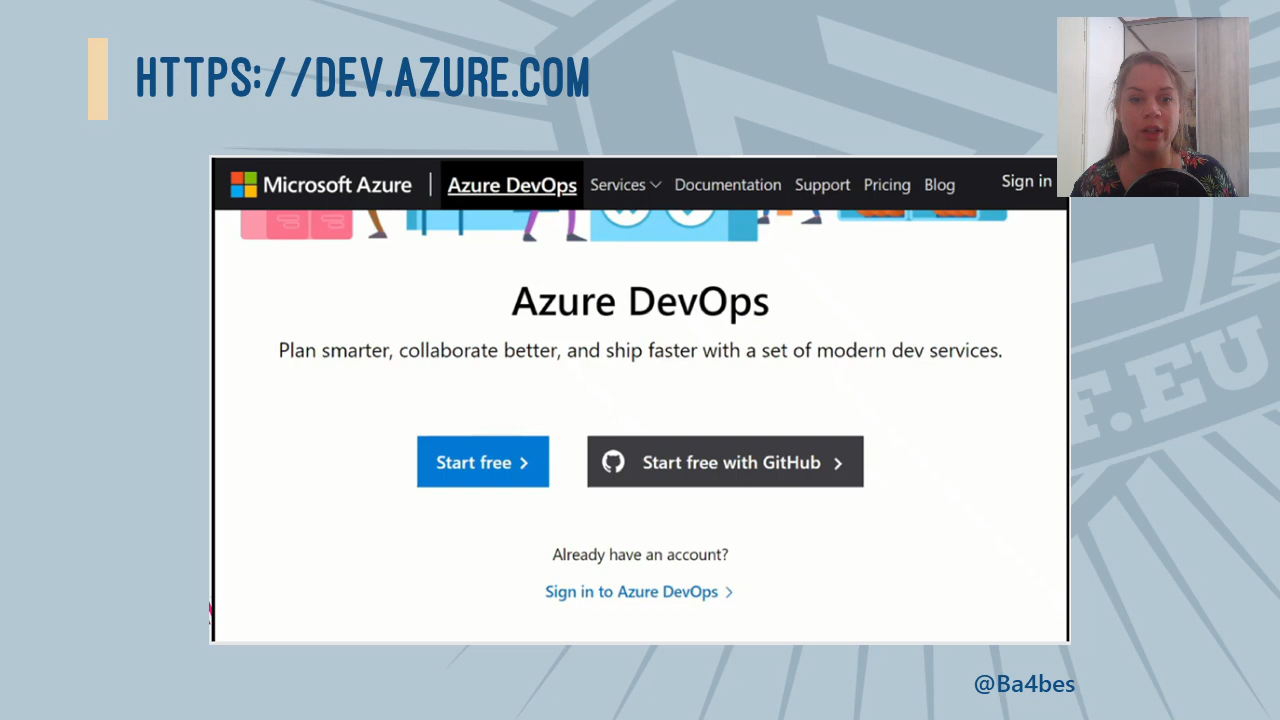 HTTPS://DEV.AZURE.COM
Microsoft Azure | Azure DevOps Services Documentation Support Pricing Blog Sign in
Azure DevOps
Plan smarter, collaborate better, and ship faster with a set of modern dev services.
Start free
Start free with GitHub
Already have an account?
Sign in to Azure DevOps
F.EU
@Ba4bes